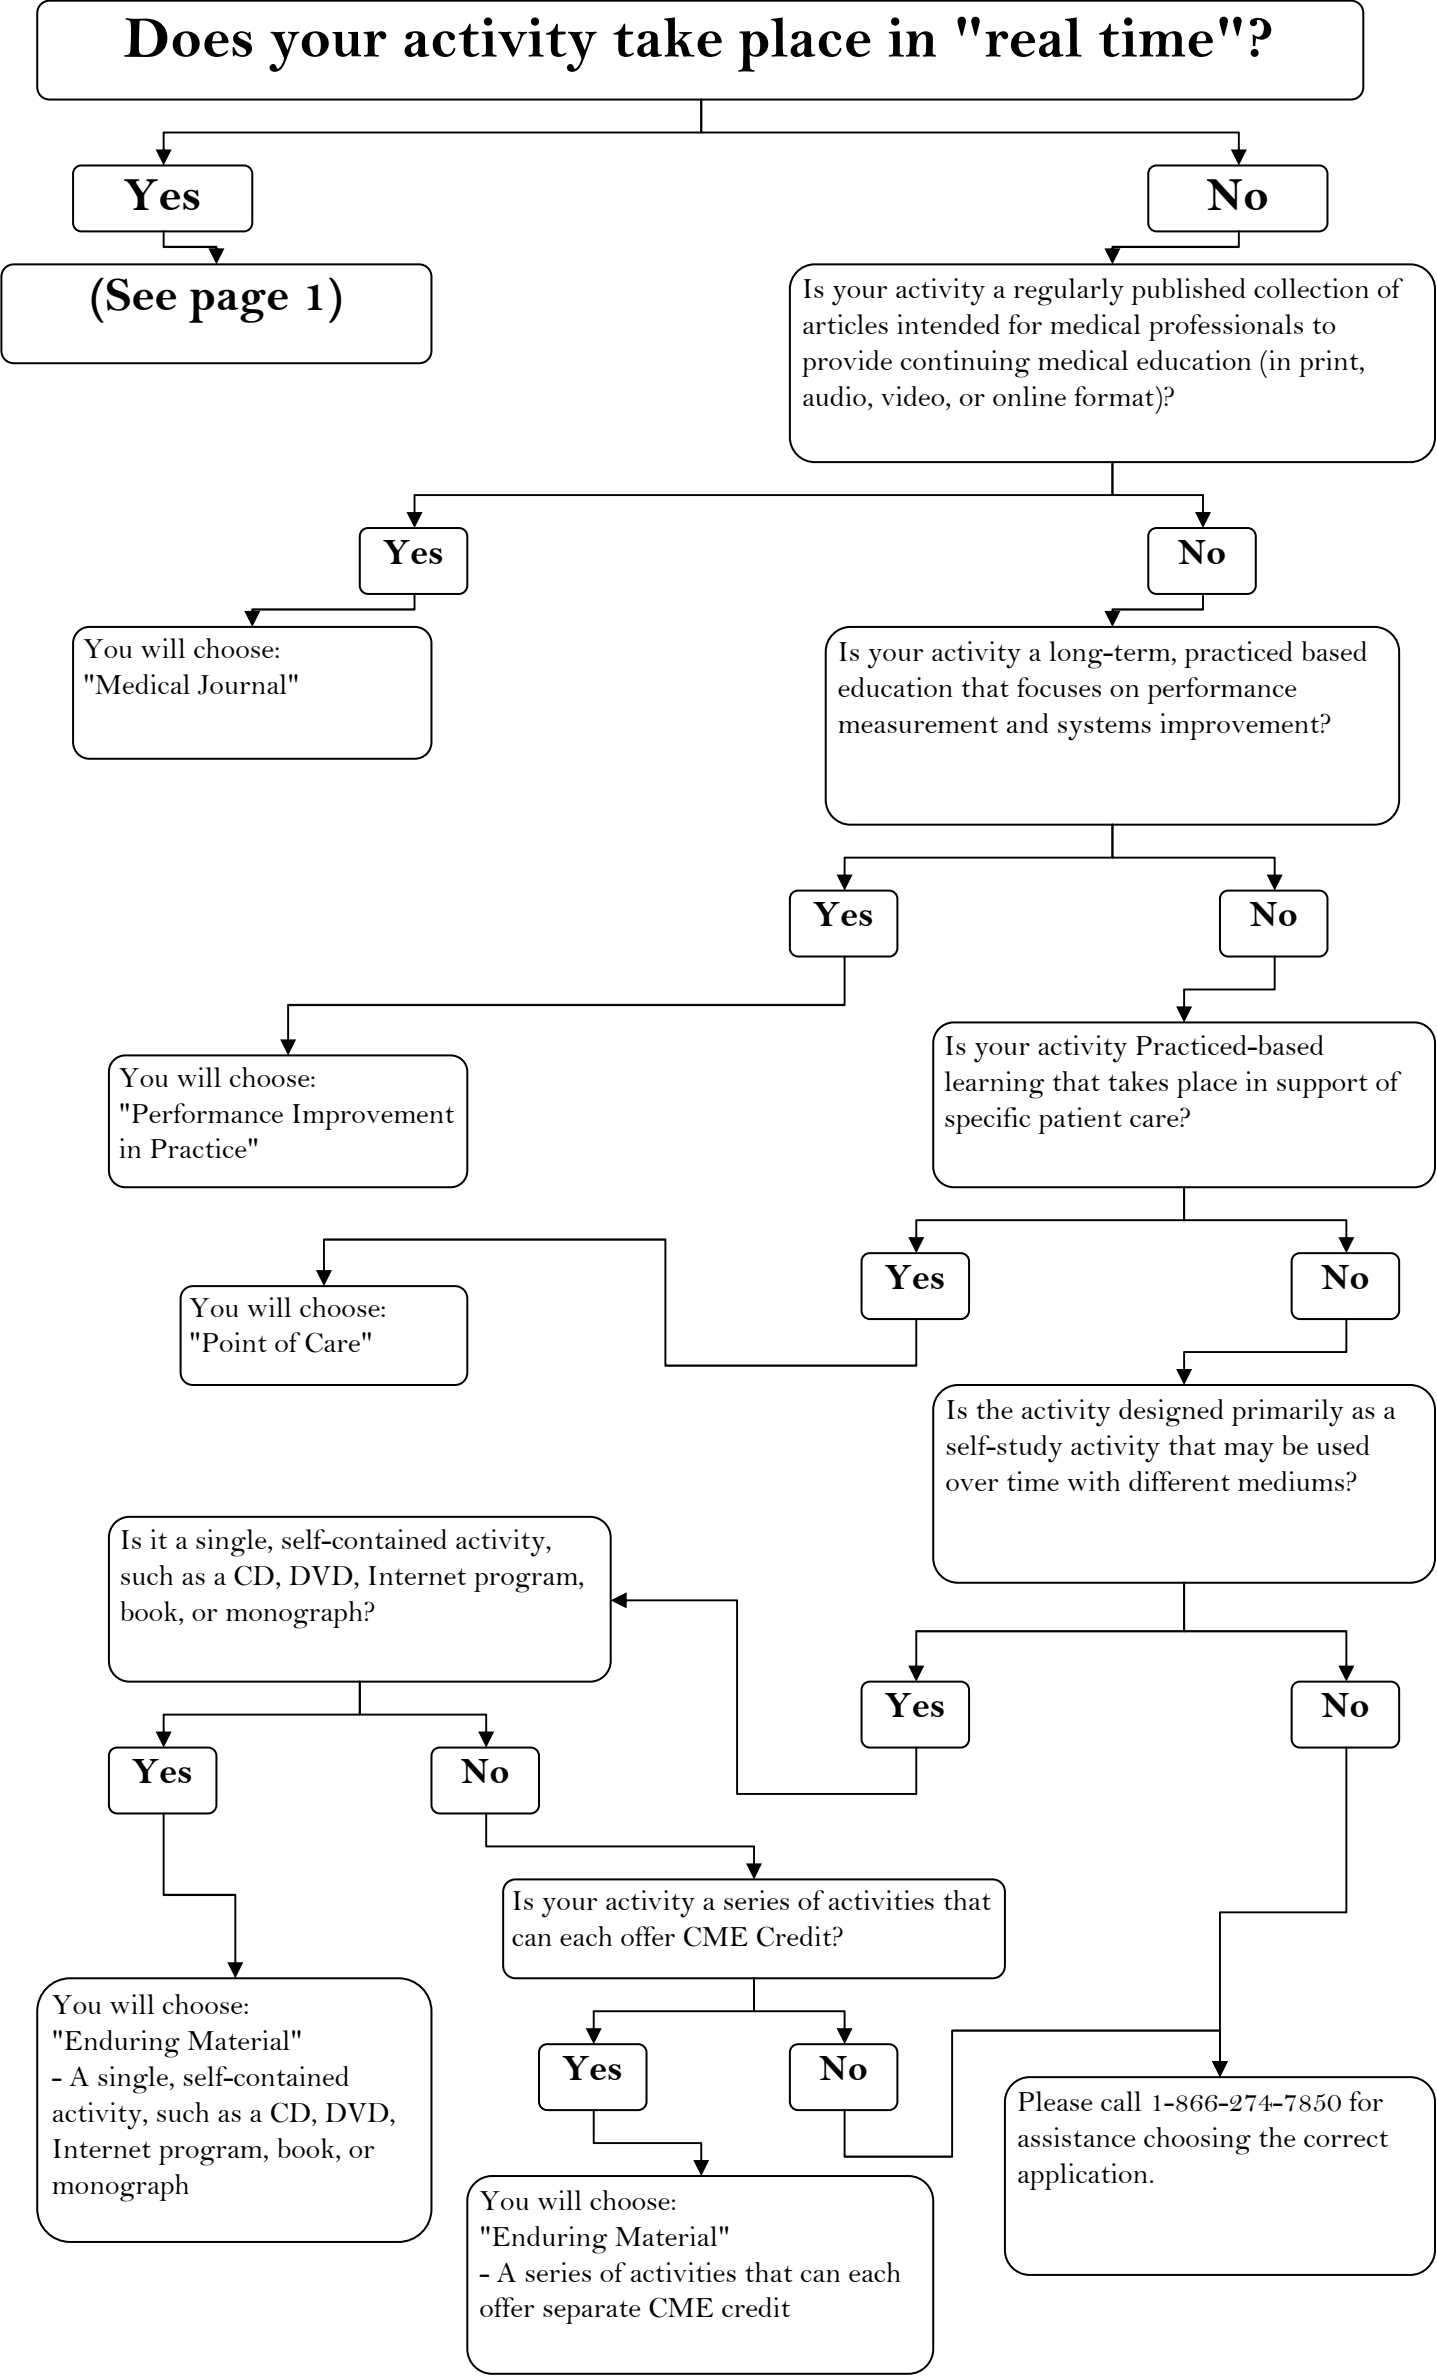 Does your activity take place in "real time"?
Yes
No
(See page 1)
Is your activity a regularly published collection of
articles intended for medical professionals to
provide continuing medical education (in print,
audio, video, or online format)?
Yes
No
You will choose:
"Medical Journal"
Is your activity a long-term, practiced based
education that focuses on performance
measurement and systems improvement?
Yes
No
You will choose:
"Performance Improvement
in Practice"
Is your activity Practiced-based
learning that takes place in support of
specific patient care?
Yes
No
You will choose:
"Point of Care"
Is the activity designed primarily as a
self-study activity that may be used
over time with different mediums?
Is it a single, self-contained activity,
such as a CD, DVD, Internet program,
book, or monograph?
Yes
No
Yes
No
Is your activity a series of activities that
can each offer CME Credit?
You will choose:
"Enduring Material"
- A single, self-contained
activity, such as a CD, DVD,
Internet program, book, or
monograph
Yes
No
Please call 1-866-274-7850 for
assistance choosing the correct
application.
You will choose:
"Enduring Material"
- A series of activities that can each
offer separate CME credit